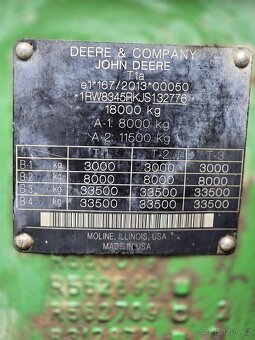 DEERE & COMPANY
JOHN DEERE
T1a
e1*167/2013*00050
*1RW8345RKJS132776*
18000 kg
A-1: 8000 kg
A-2: 11500 kg
T-1 T-2 T-3
B-1 kg 3000 3000 3000
B-2 kg 8000 8000 8000
B-3 kg 33500 33500 33500
B-4 kg 33500 33500 33500
MOLINE, ILLINOIS, USA
MADE IN USA